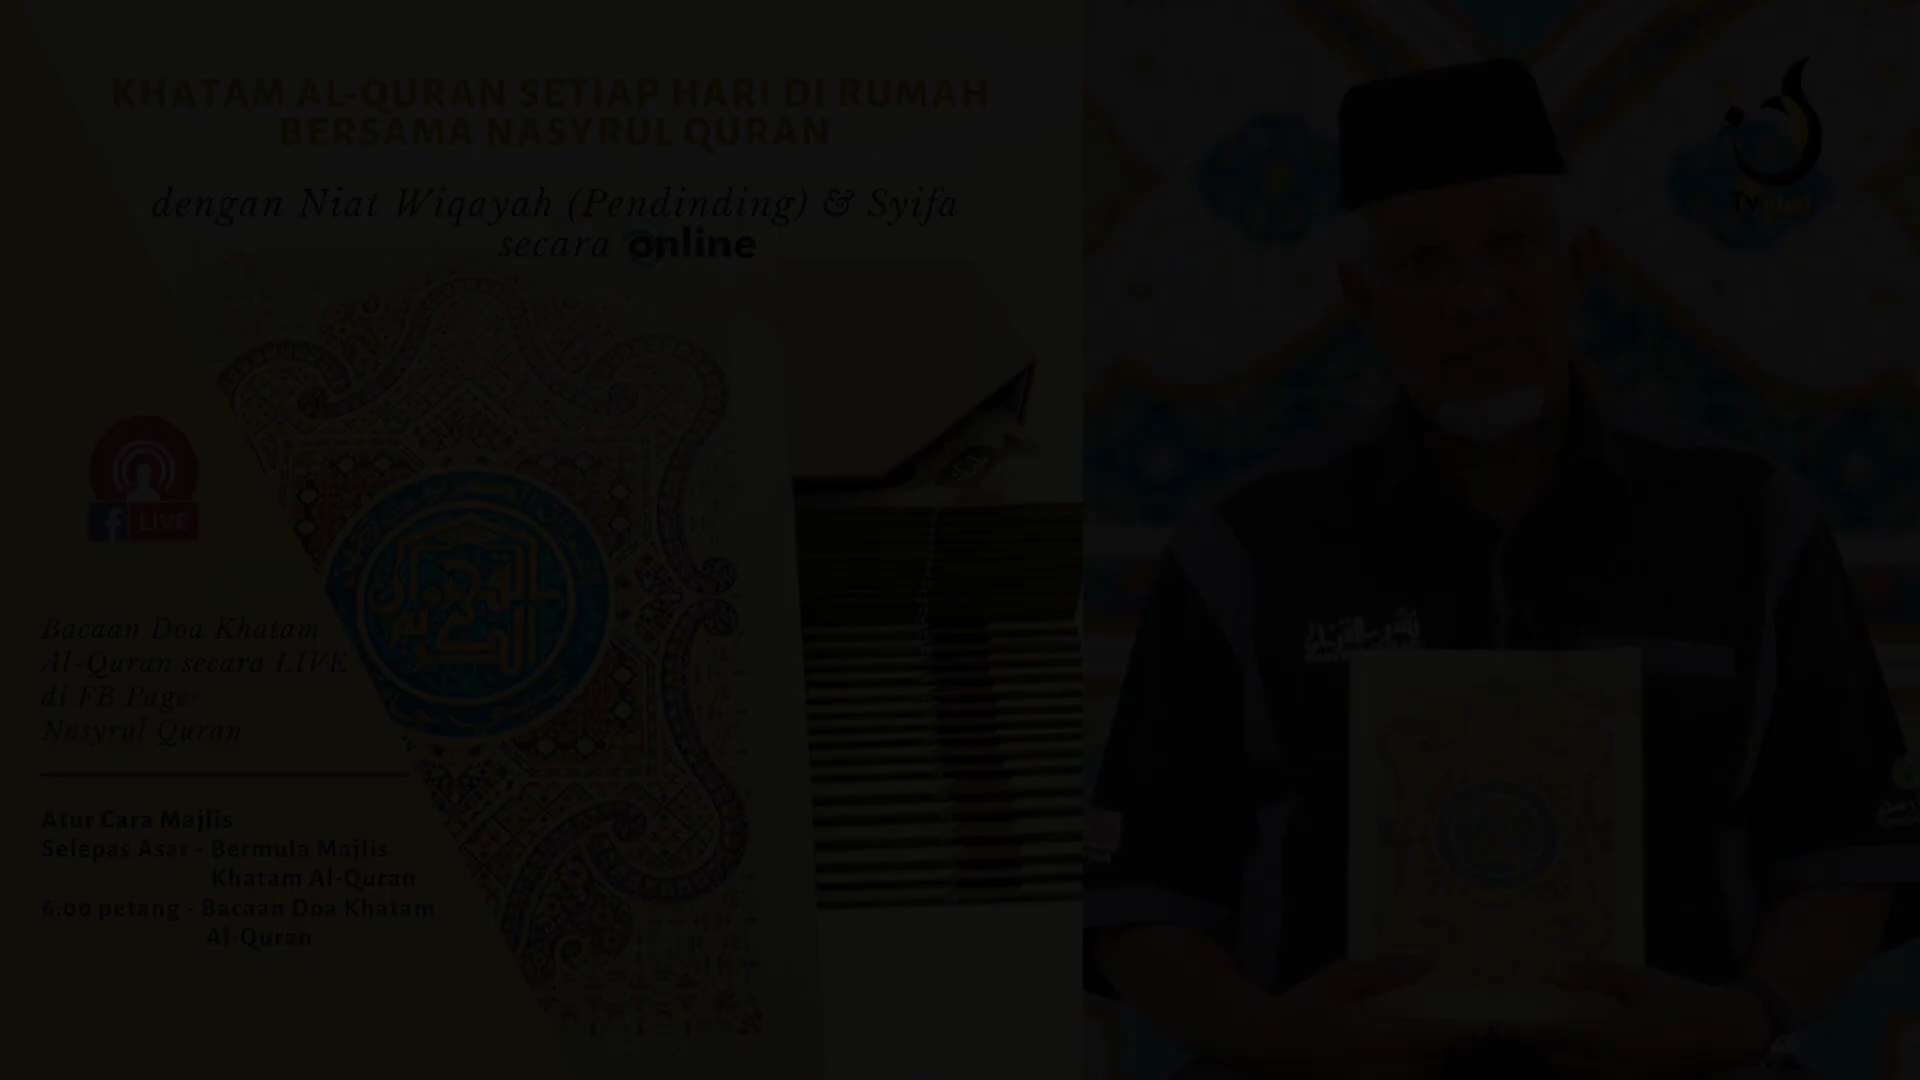 KHATAM AL-QURAN SETIAP HARI DI RUMAH
BERSAMA NASYRUL QURAN
dengan Niat Wiqayah (Pendinding) & Syifa
secara online
LIVE
Bacaan Doa Khatam
Al-Quran secara LIVE
di FB Page:
Nasyrul Quran
Atur Cara Majlis
Selepas Asar - Bermula Majlis
Khatam Al-Quran
6:00 petang - Bacaan Doa Khatam
Al-Quran